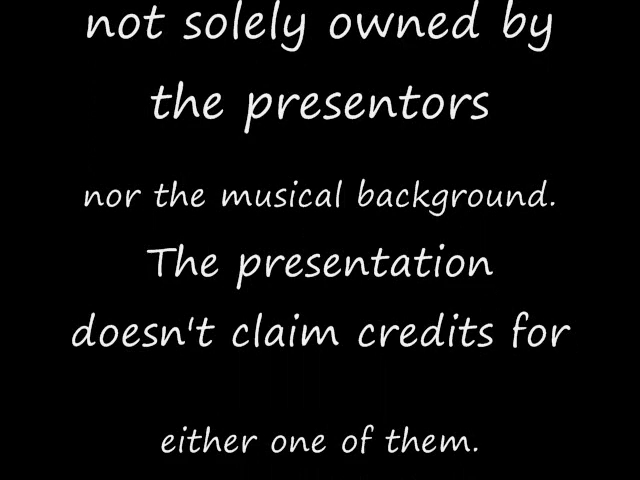 not solely owned by
the presentors
nor the musical background.
The presentation
doesn't claim credits for
either one of them.